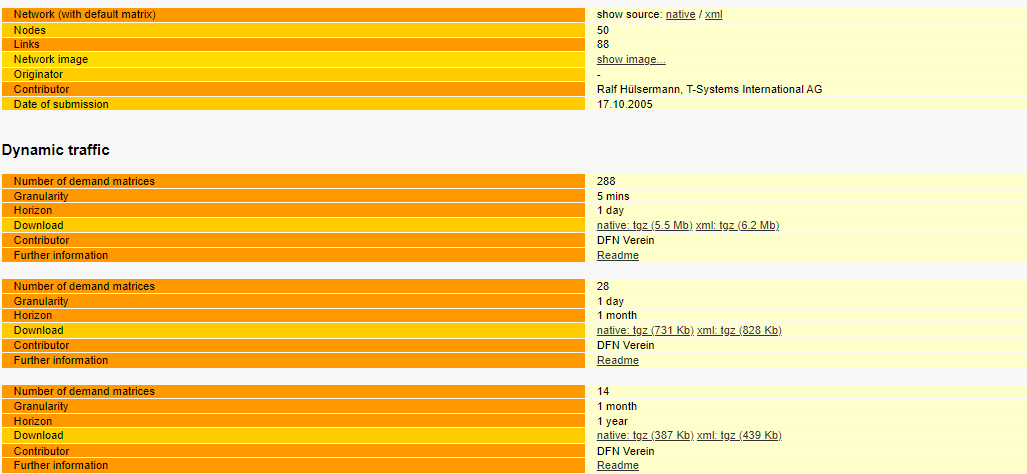 Network (with default matrix) show source: native / xml
Nodes 50
Links 88
Network image show image...
Originator -
Contributor Ralf Hülsermann, T-Systems International AG
Date of submission 17.10.2005
Dynamic traffic
Number of demand matrices 288
Granularity 5 mins
Horizon 1 day
Download native: tgz (5.5 Mb) xml: tgz (6.2 Mb)
Contributor DFN Verein
Further information Readme
Number of demand matrices 28
Granularity 1 day
Horizon 1 month
Download native: tgz (731 Kb) xml: tgz (828 Kb)
Contributor DFN Verein
Further information Readme
Number of demand matrices 14
Granularity 1 month
Horizon 1 year
Download native: tgz (387 Kb) xml: tgz (439 Kb)
Contributor DFN Verein
Further information Readme